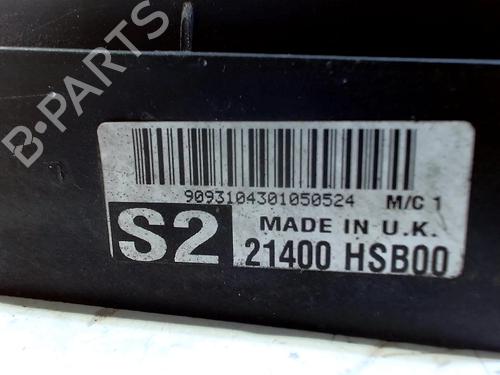 B-PARTS
9093104301050524 M/C 1
S2
MADE IN U.K.
21400 HSB00